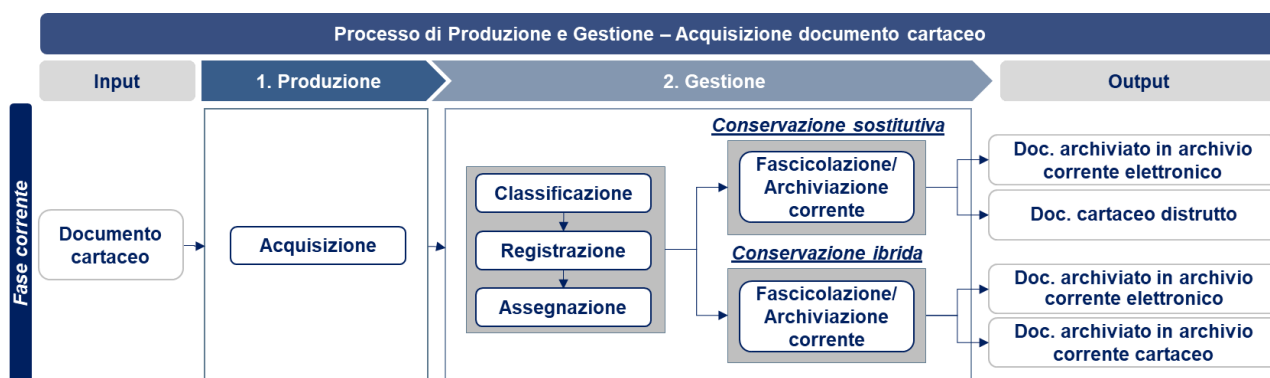 Processo di Produzione e Gestione – Acquisizione documento cartaceo
Input
1. Produzione
2. Gestione
Output
Fase corrente
Documento
cartaceo
Acquisizione
Classificazione
Registrazione
Assegnazione
Conservazione sostitutiva
Fascicolazione/
Archiviazione
corrente
Conservazione ibrida
Fascicolazione/
Archiviazione
corrente
Doc. archiviato in archivio
corrente elettronico
Doc. cartaceo distrutto
Doc. archiviato in archivio
corrente elettronico
Doc. archiviato in archivio
corrente cartaceo